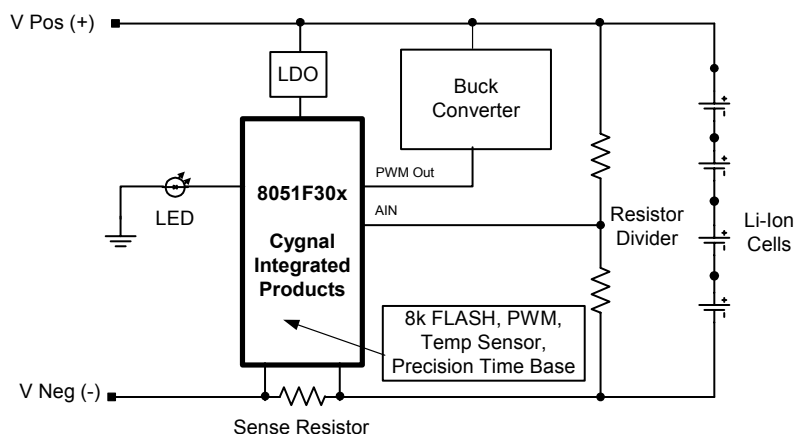 V Pos (+)
LDO
Buck
Converter
PWM Out
8051F30x
AIN
LED
Cygnal
Integrated
Products
Resistor
Divider
Li-Ion
Cells
8k FLASH, PWM,
Temp Sensor,
Precision Time Base
V Neg (-)
Sense Resistor